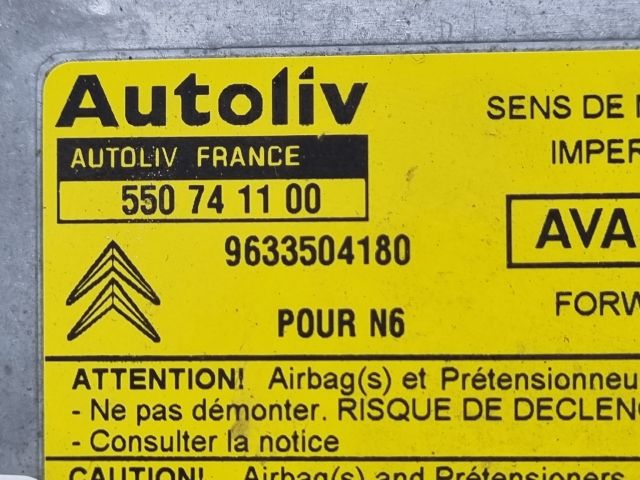 Autoliv
AUTOLIV FRANCE
550 74 11 00
9633504180
POUR N6
SENS DE
IMPER
AVA
FORW
ATTENTION! Airbag(s) et Prétensionneu
- Ne pas démonter. RISQUE DE DECLENC
- Consulter la notice
CAUTION! Airbag(s) and Prétensioners